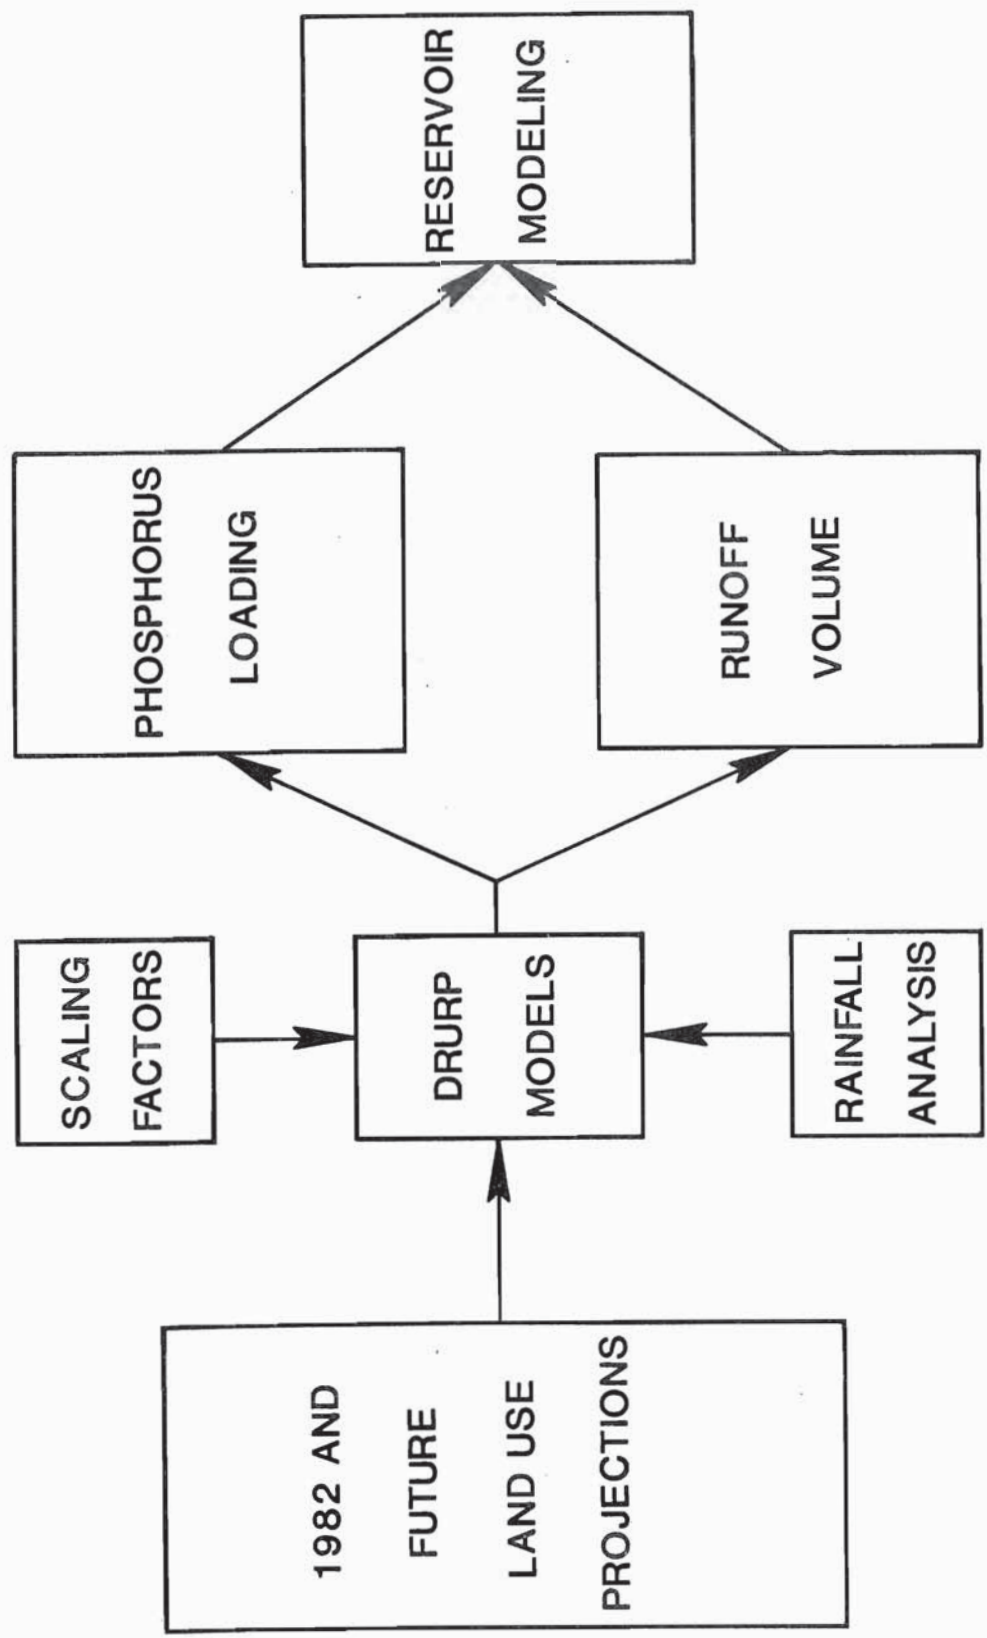 1982 AND
FUTURE
LAND USE
PROJECTIONS
SCALING
FACTORS
DRURP
MODELS
RAINFALL
ANALYSIS
PHOSPHORUS
LOADING
RUNOFF
VOLUME
RESERVOIR
MODELING